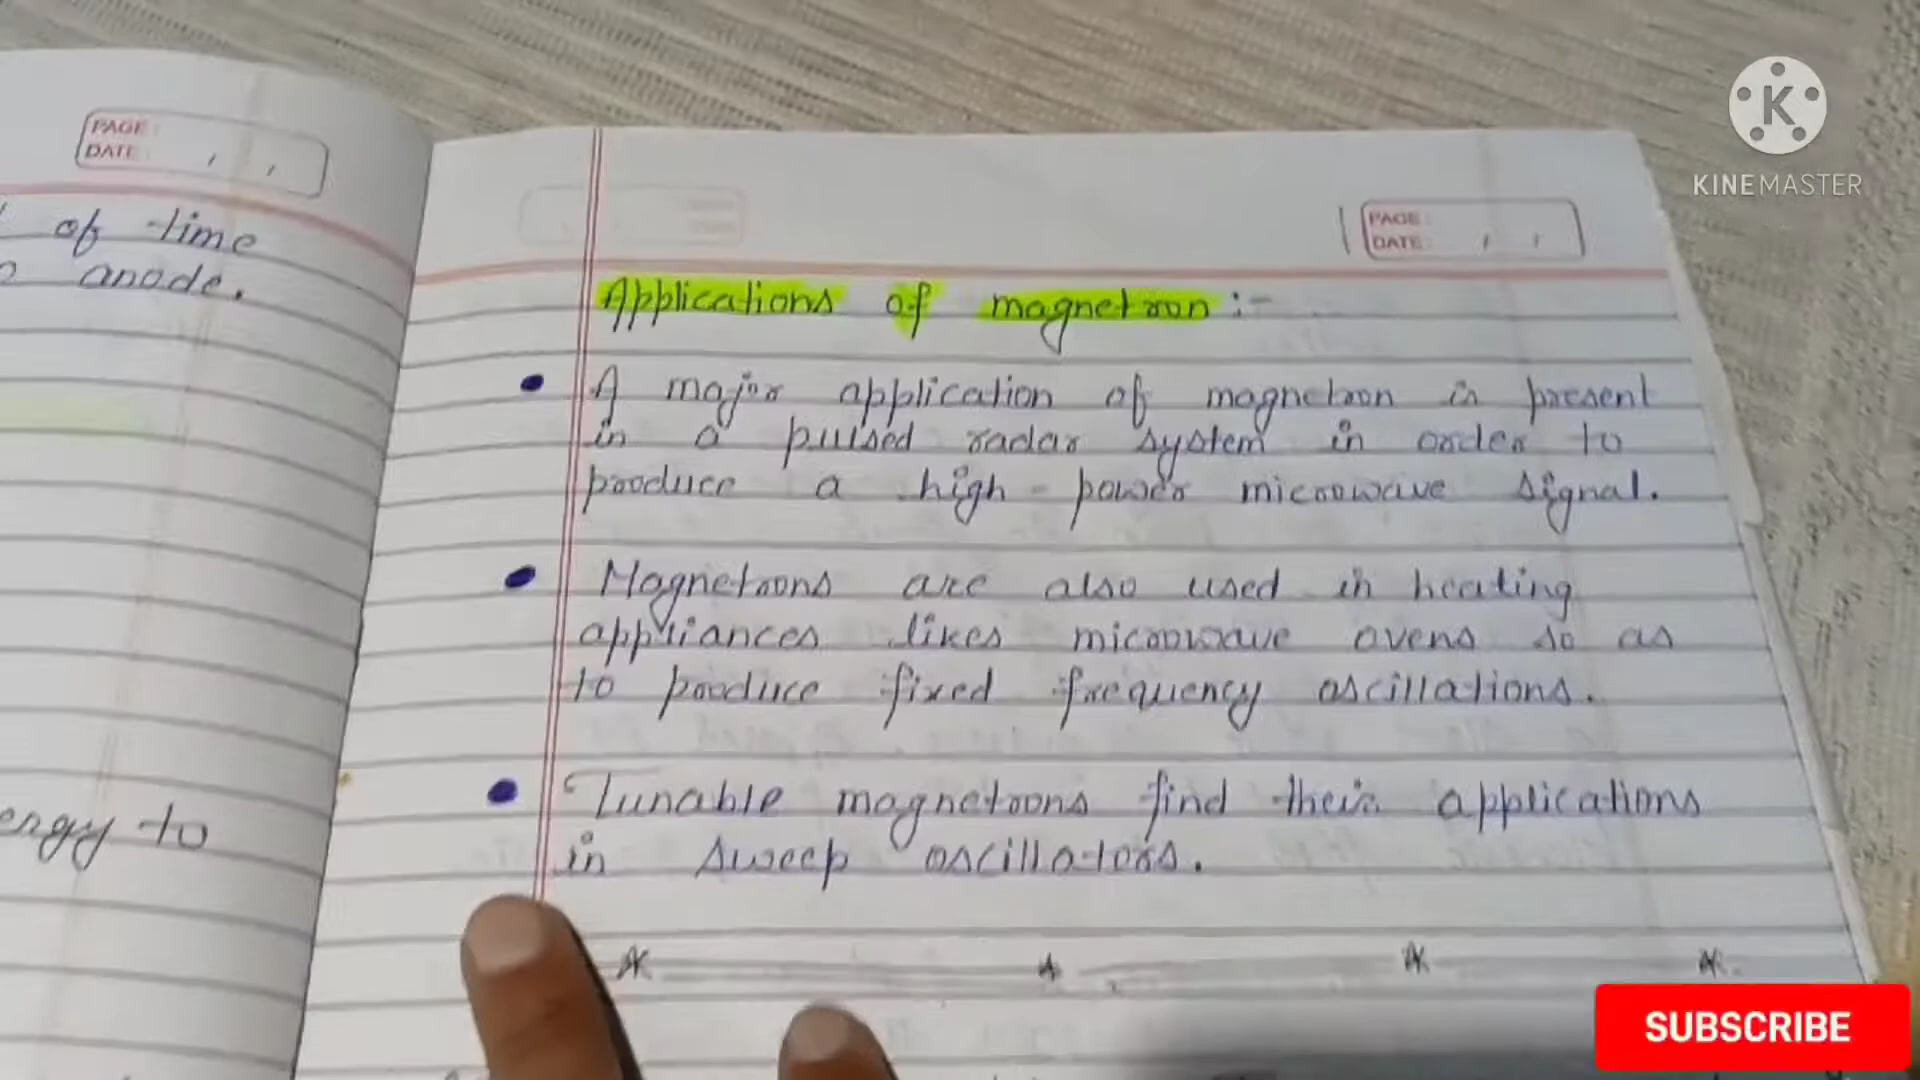 PAGE :
DATE :
of time
anode.
ergy to
PAGE :
DATE :
Applications of magnetron :-
• A major application of magnetron is present
in a pulsed radar system in order to
produce a high-power microwave signal.
• Magnetrons are also used in heating
appliances likes microwave ovens so as
to produce fixed frequency oscillations.
• Tunable magnetrons find their applications
in sweep oscillators.
K
KINEMASTER
SUBSCRIBE